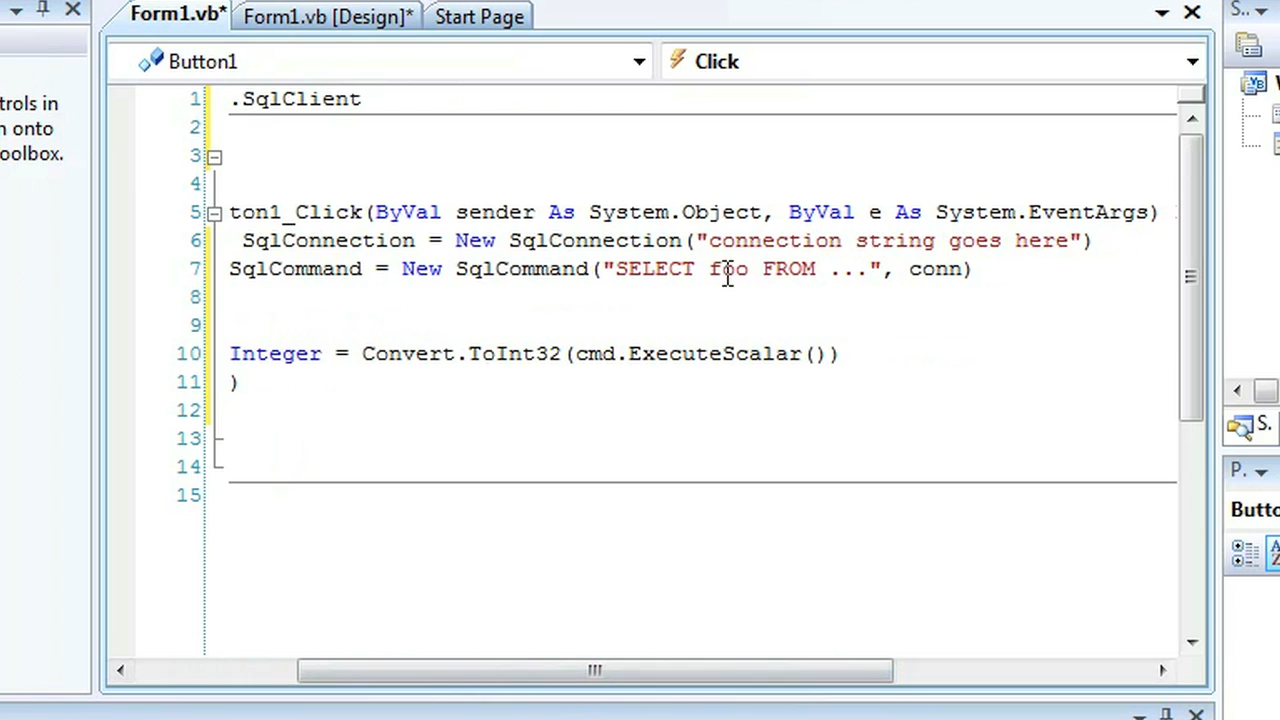 Form1.vb*
Form1.vb [Design]*
Start Page
S..
Button1
Click
trols in
n onto
oolbox.
1 .SqlClient
2
3
4
5 ton1_Click(ByVal sender As System.Object, ByVal e As System.EventArgs)
6 SqlConnection = New SqlConnection("connection string goes here")
7 SqlCommand = New SqlCommand("SELECT foo FROM ...", conn)
8
9
10 Integer = Convert.ToInt32(cmd.ExecuteScalar())
11 )
12
13
14
15
S.
P.
Butto